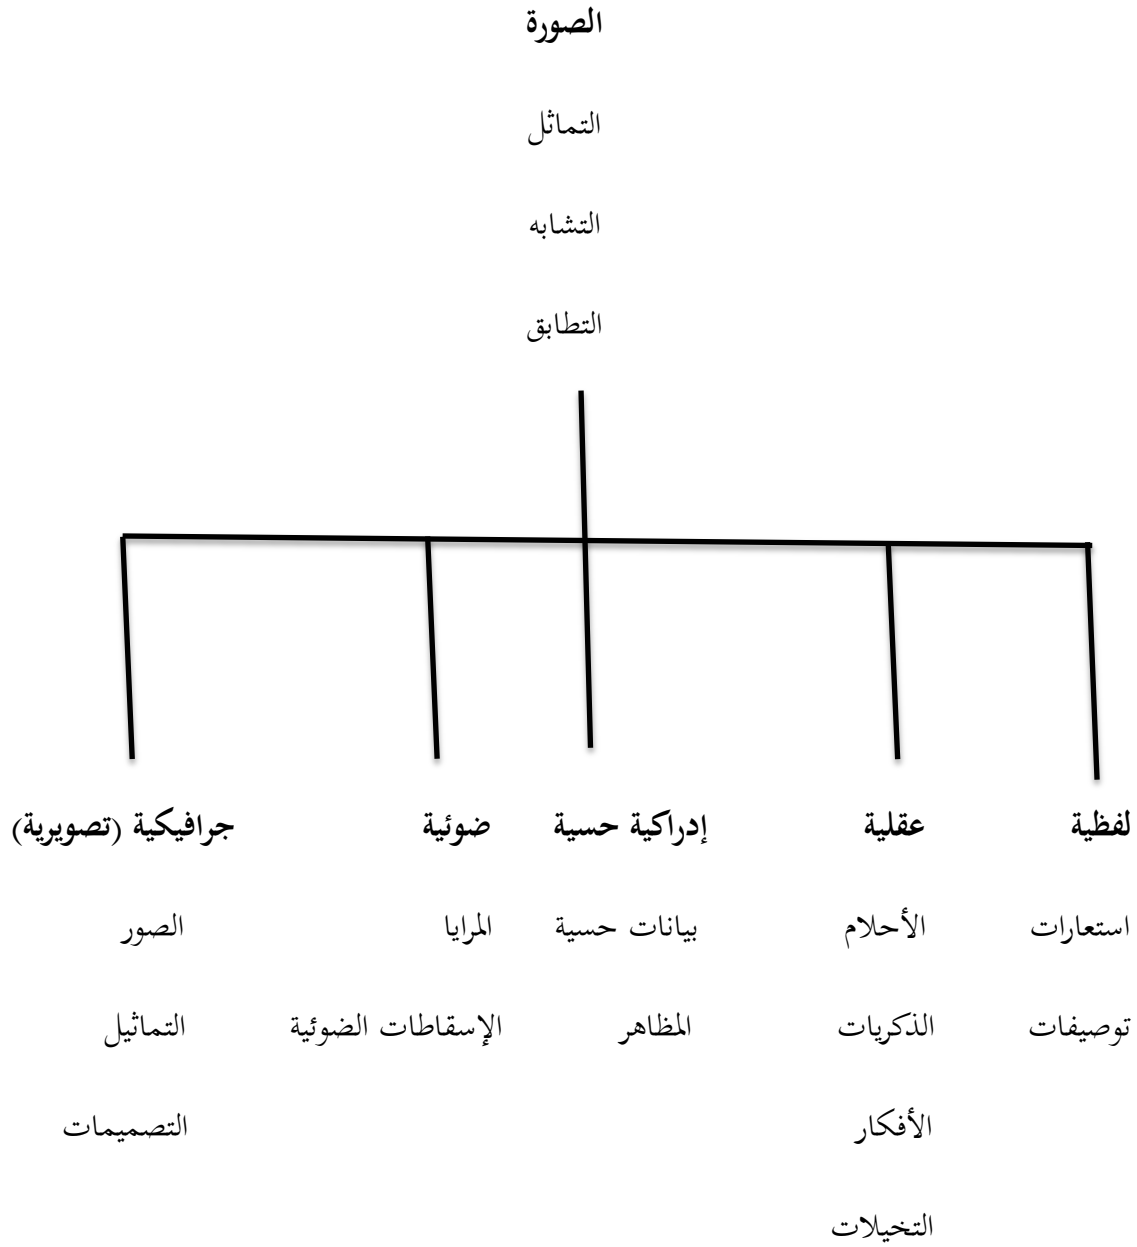 الصورة
التماثل
التشابه
التطابق
لفظية عقلية إدراكية حسية ضوئية جرافيكية (تصويرية)
استعارات الأحلام بيانات حسية المرايا الصور
توصيفات الذكريات المظاهر الإسقاطات الضوئية التماثيل
الأفكار التصميمات
التخيلات